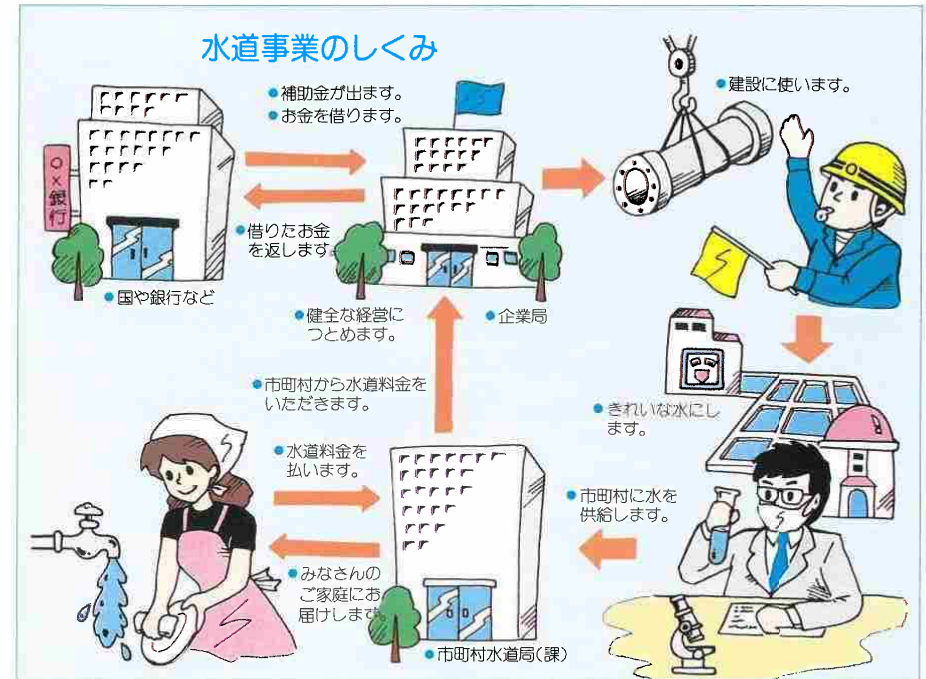 水道事業のしくみ
●補助金が出ます。
●お金を借ります。
●建設に使います。
○×銀行
●借りたお金
を返します
●国や銀行など
●健全な経営に
つとめます。
●企業局
●市町村から水道料金を
いただきます。
●きれいな水にし
ます。
●水道料金を
払います。
●市町村に水を
供給します。
●みなさんの
ご家庭にお
届けします。
●市町村水道局(課)